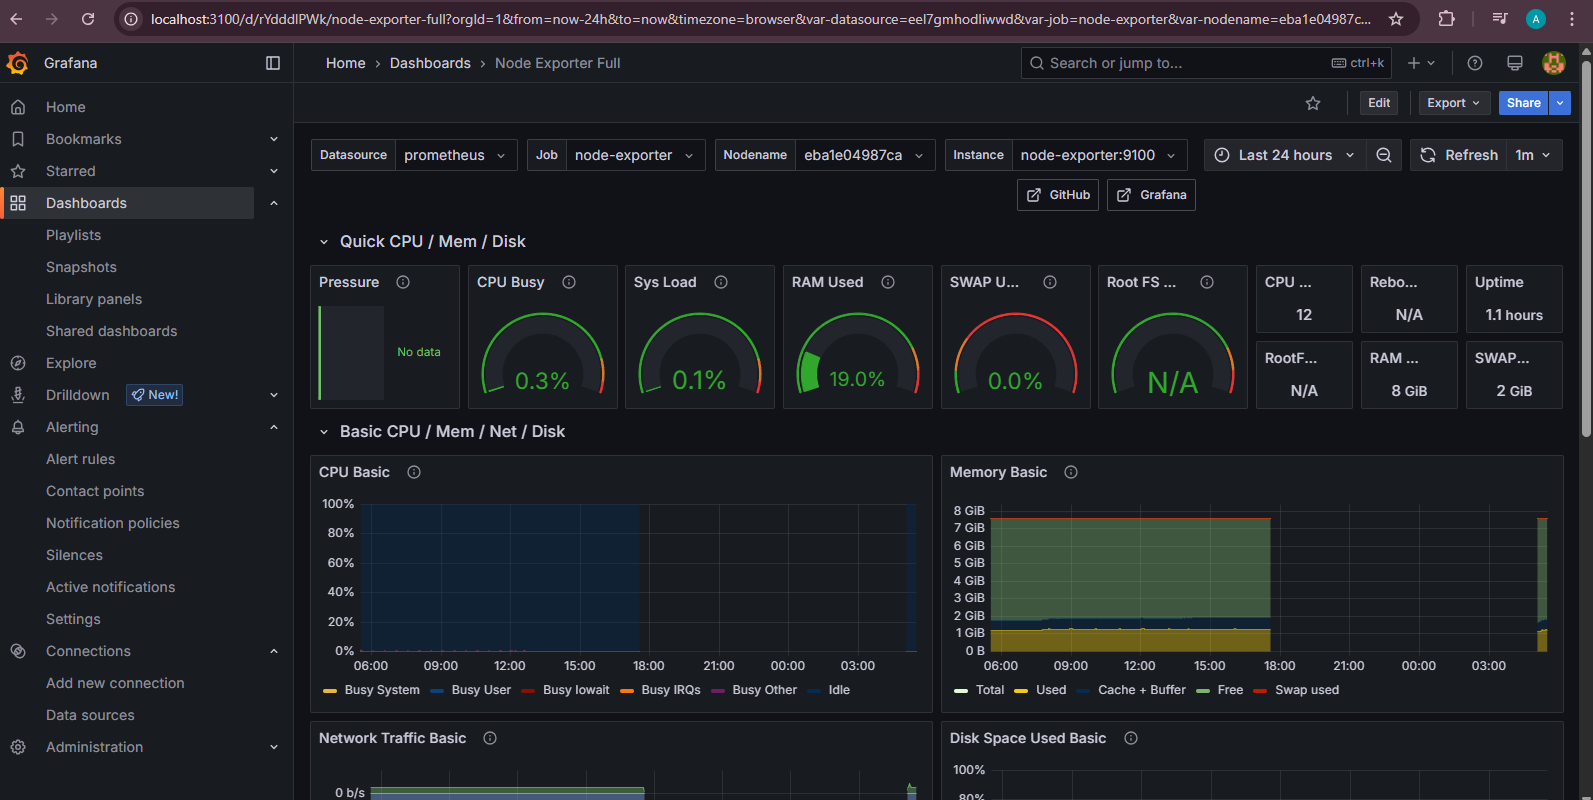 localhost:3100/d/rYdddlPWk/node-exporter-full?orgId=1&from=now-24h&to=now&timezone=browser&var-datasource=eel7gmhodliwwd&var-job=node-exporter&var-nodename=eba1e04987c...
A
Grafana
Home › Dashboards › Node Exporter Full
Search or jump to...
ctrl+k
Home
Bookmarks
Starred
Dashboards
Playlists
Snapshots
Library panels
Shared dashboards
Explore
Drilldown New!
Alerting
Alert rules
Contact points
Notification policies
Silences
Active notifications
Settings
Connections
Add new connection
Data sources
Administration
Edit
Export
Share
Datasource prometheus
Job node-exporter
Nodename eba1e04987ca
Instance node-exporter:9100
Last 24 hours
Refresh 1m
GitHub
Grafana
Quick CPU / Mem / Disk
Pressure
No data
CPU Busy
0.3%
Sys Load
0.1%
RAM Used
19.0%
SWAP U...
0.0%
Root FS ...
N/A
CPU ...
12
Rebo...
N/A
Uptime
1.1 hours
RootF...
N/A
RAM ...
8 GiB
SWAP...
2 GiB
Basic CPU / Mem / Net / Disk
CPU Basic
100%
80%
60%
40%
20%
0%
06:00 09:00 12:00 15:00 18:00 21:00 00:00 03:00
Busy System Busy User Busy Iowait Busy IRQs Busy Other Idle
Memory Basic
8 GiB
7 GiB
6 GiB
5 GiB
4 GiB
3 GiB
2 GiB
1 GiB
0 B
06:00 09:00 12:00 15:00 18:00 21:00 00:00 03:00
Total Used Cache + Buffer Free Swap used
Network Traffic Basic
0 b/s
Disk Space Used Basic
100%
80%